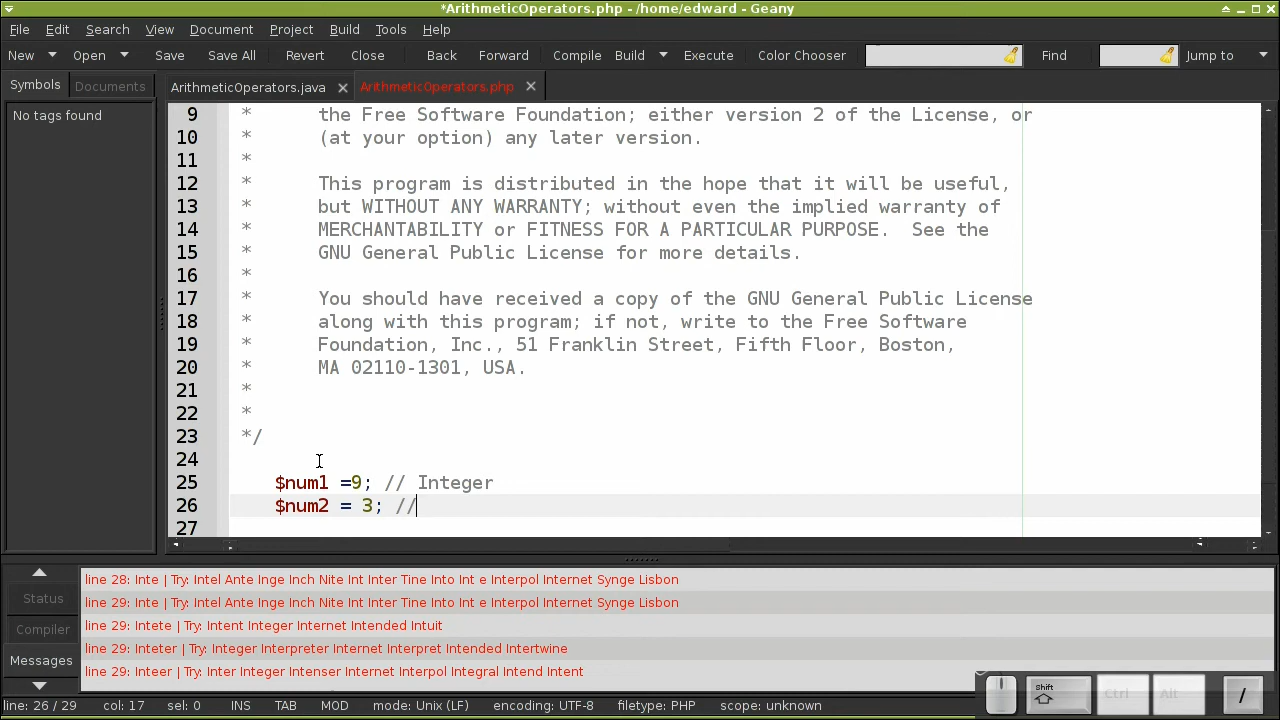 *ArithmeticOperators.php - /home/edward - Geany
File Edit Search View Document Project Build Tools Help
New Open Save Save All Revert Close Back Forward Compile Build Execute Color Chooser Find Jump to
Symbols Documents ArithmeticOperators.java ArithmeticOperators.php
No tags found
9 * the Free Software Foundation; either version 2 of the License, or
10 * (at your option) any later version.
11 *
12 * This program is distributed in the hope that it will be useful,
13 * but WITHOUT ANY WARRANTY; without even the implied warranty of
14 * MERCHANTABILITY or FITNESS FOR A PARTICULAR PURPOSE.  See the
15 * GNU General Public License for more details.
16 *
17 * You should have received a copy of the GNU General Public License
18 * along with this program; if not, write to the Free Software
19 * Foundation, Inc., 51 Franklin Street, Fifth Floor, Boston,
20 * MA 02110-1301, USA.
21 *
22 *
23 */
24
25 $num1 =9; // Integer
26 $num2 = 3; //
27
Status
Compiler
Messages
line 28: Inte | Try: Intel Ante Inge Inch Nite Int Inter Tine Into Int e Interpol Internet Synge Lisbon
line 29: Inte | Try: Intel Ante Inge Inch Nite Int Inter Tine Into Int e Interpol Internet Synge Lisbon
line 29: Intete | Try: Intent Integer Internet Intended Intuit
line 29: Inteter | Try: Integer Interpreter Internet Interpret Intended Intertwine
line 29: Inteer | Try: Inter Integer Intenser Internet Interpol Integral Intend Intent
line: 26 / 29 col: 17 sel: 0 INS TAB MOD mode: Unix (LF) encoding: UTF-8 filetype: PHP scope: unknown
Shift Ctrl Alt /